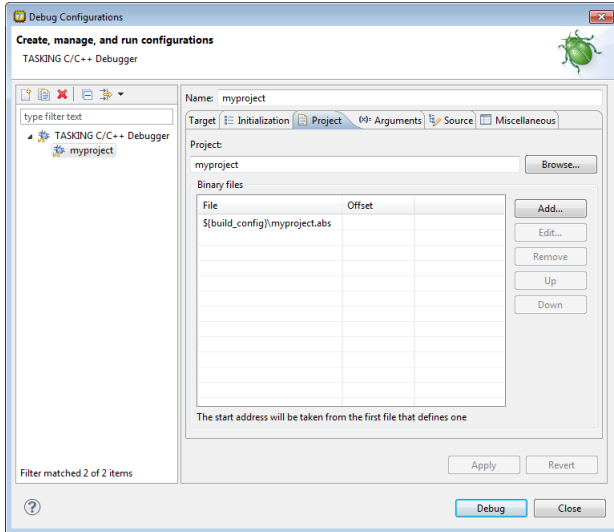 Debug Configurations
Create, manage, and run configurations
TASKING C/C++ Debugger
type filter text
TASKING C/C++ Debugger
myproject
Filter matched 2 of 2 items
Name: myproject
Target Initialization Project (x)= Arguments Source Miscellaneous
Project:
myproject Browse...
Binary files
File Offset
${build_config}\myproject.abs
Add...
Edit...
Remove
Up
Down
The start address will be taken from the first file that defines one
Apply Revert
? Debug Close